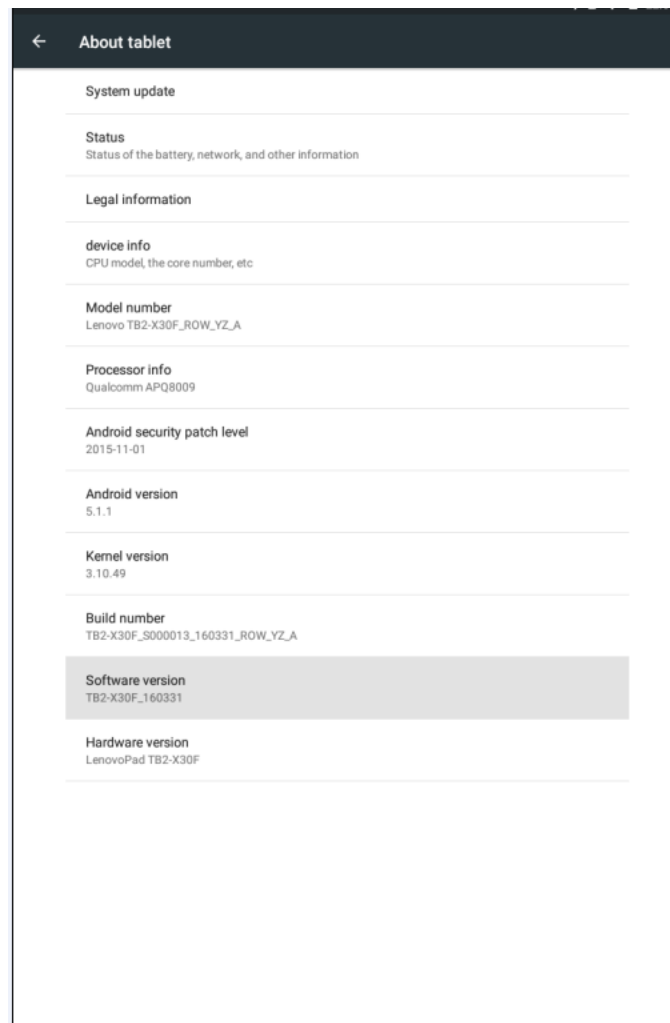 About tablet
System update
Status
Status of the battery, network, and other information
Legal information
device info
CPU model, the core number, etc
Model number
Lenovo TB2-X30F_ROW_YZ_A
Processor info
Qualcomm APQ8009
Android security patch level
2015-11-01
Android version
5.1.1
Kernel version
3.10.49
Build number
TB2-X30F_S000013_160331_ROW_YZ_A
Software version
TB2-X30F_160331
Hardware version
LenovoPad TB2-X30F